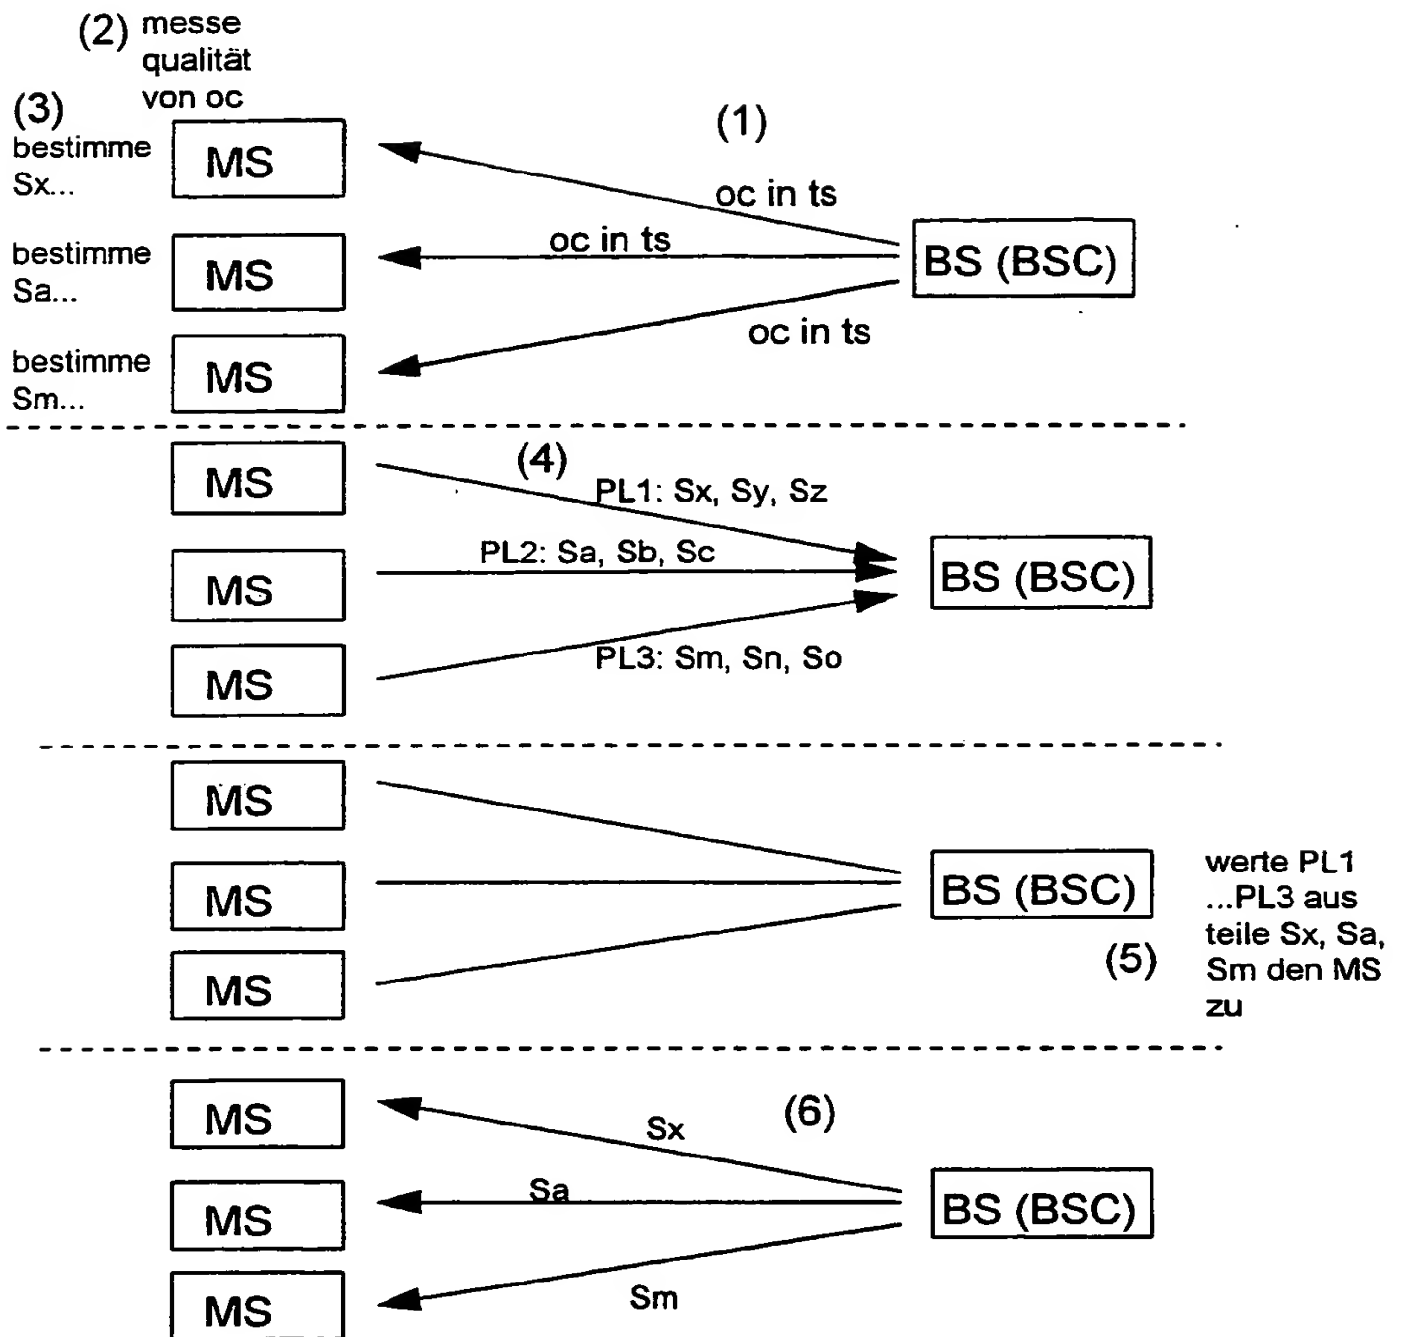 (2) messe
qualität
von oc
(3)
bestimme
Sx...
MS
(1)
oc in ts
bestimme
Sa...
MS
oc in ts
BS (BSC)
bestimme
Sm...
MS
oc in ts
MS
(4)
PL1: Sx, Sy, Sz
MS
PL2: Sa, Sb, Sc
BS (BSC)
MS
PL3: Sm, Sn, So
MS
MS
BS (BSC)
MS
(5)
werte PL1
...PL3 aus
teile Sx, Sa,
Sm den MS
zu
MS
(6)
Sx
MS
Sa
BS (BSC)
MS
Sm